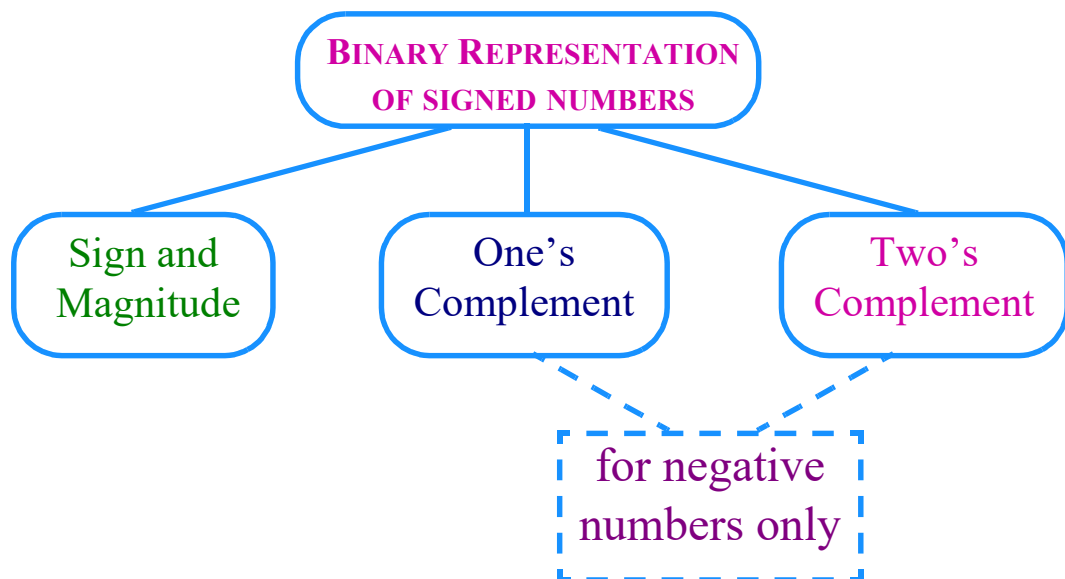 BINARY REPRESENTATION
OF SIGNED NUMBERS
Sign and
Magnitude
One’s
Complement
Two’s
Complement
for negative
numbers only